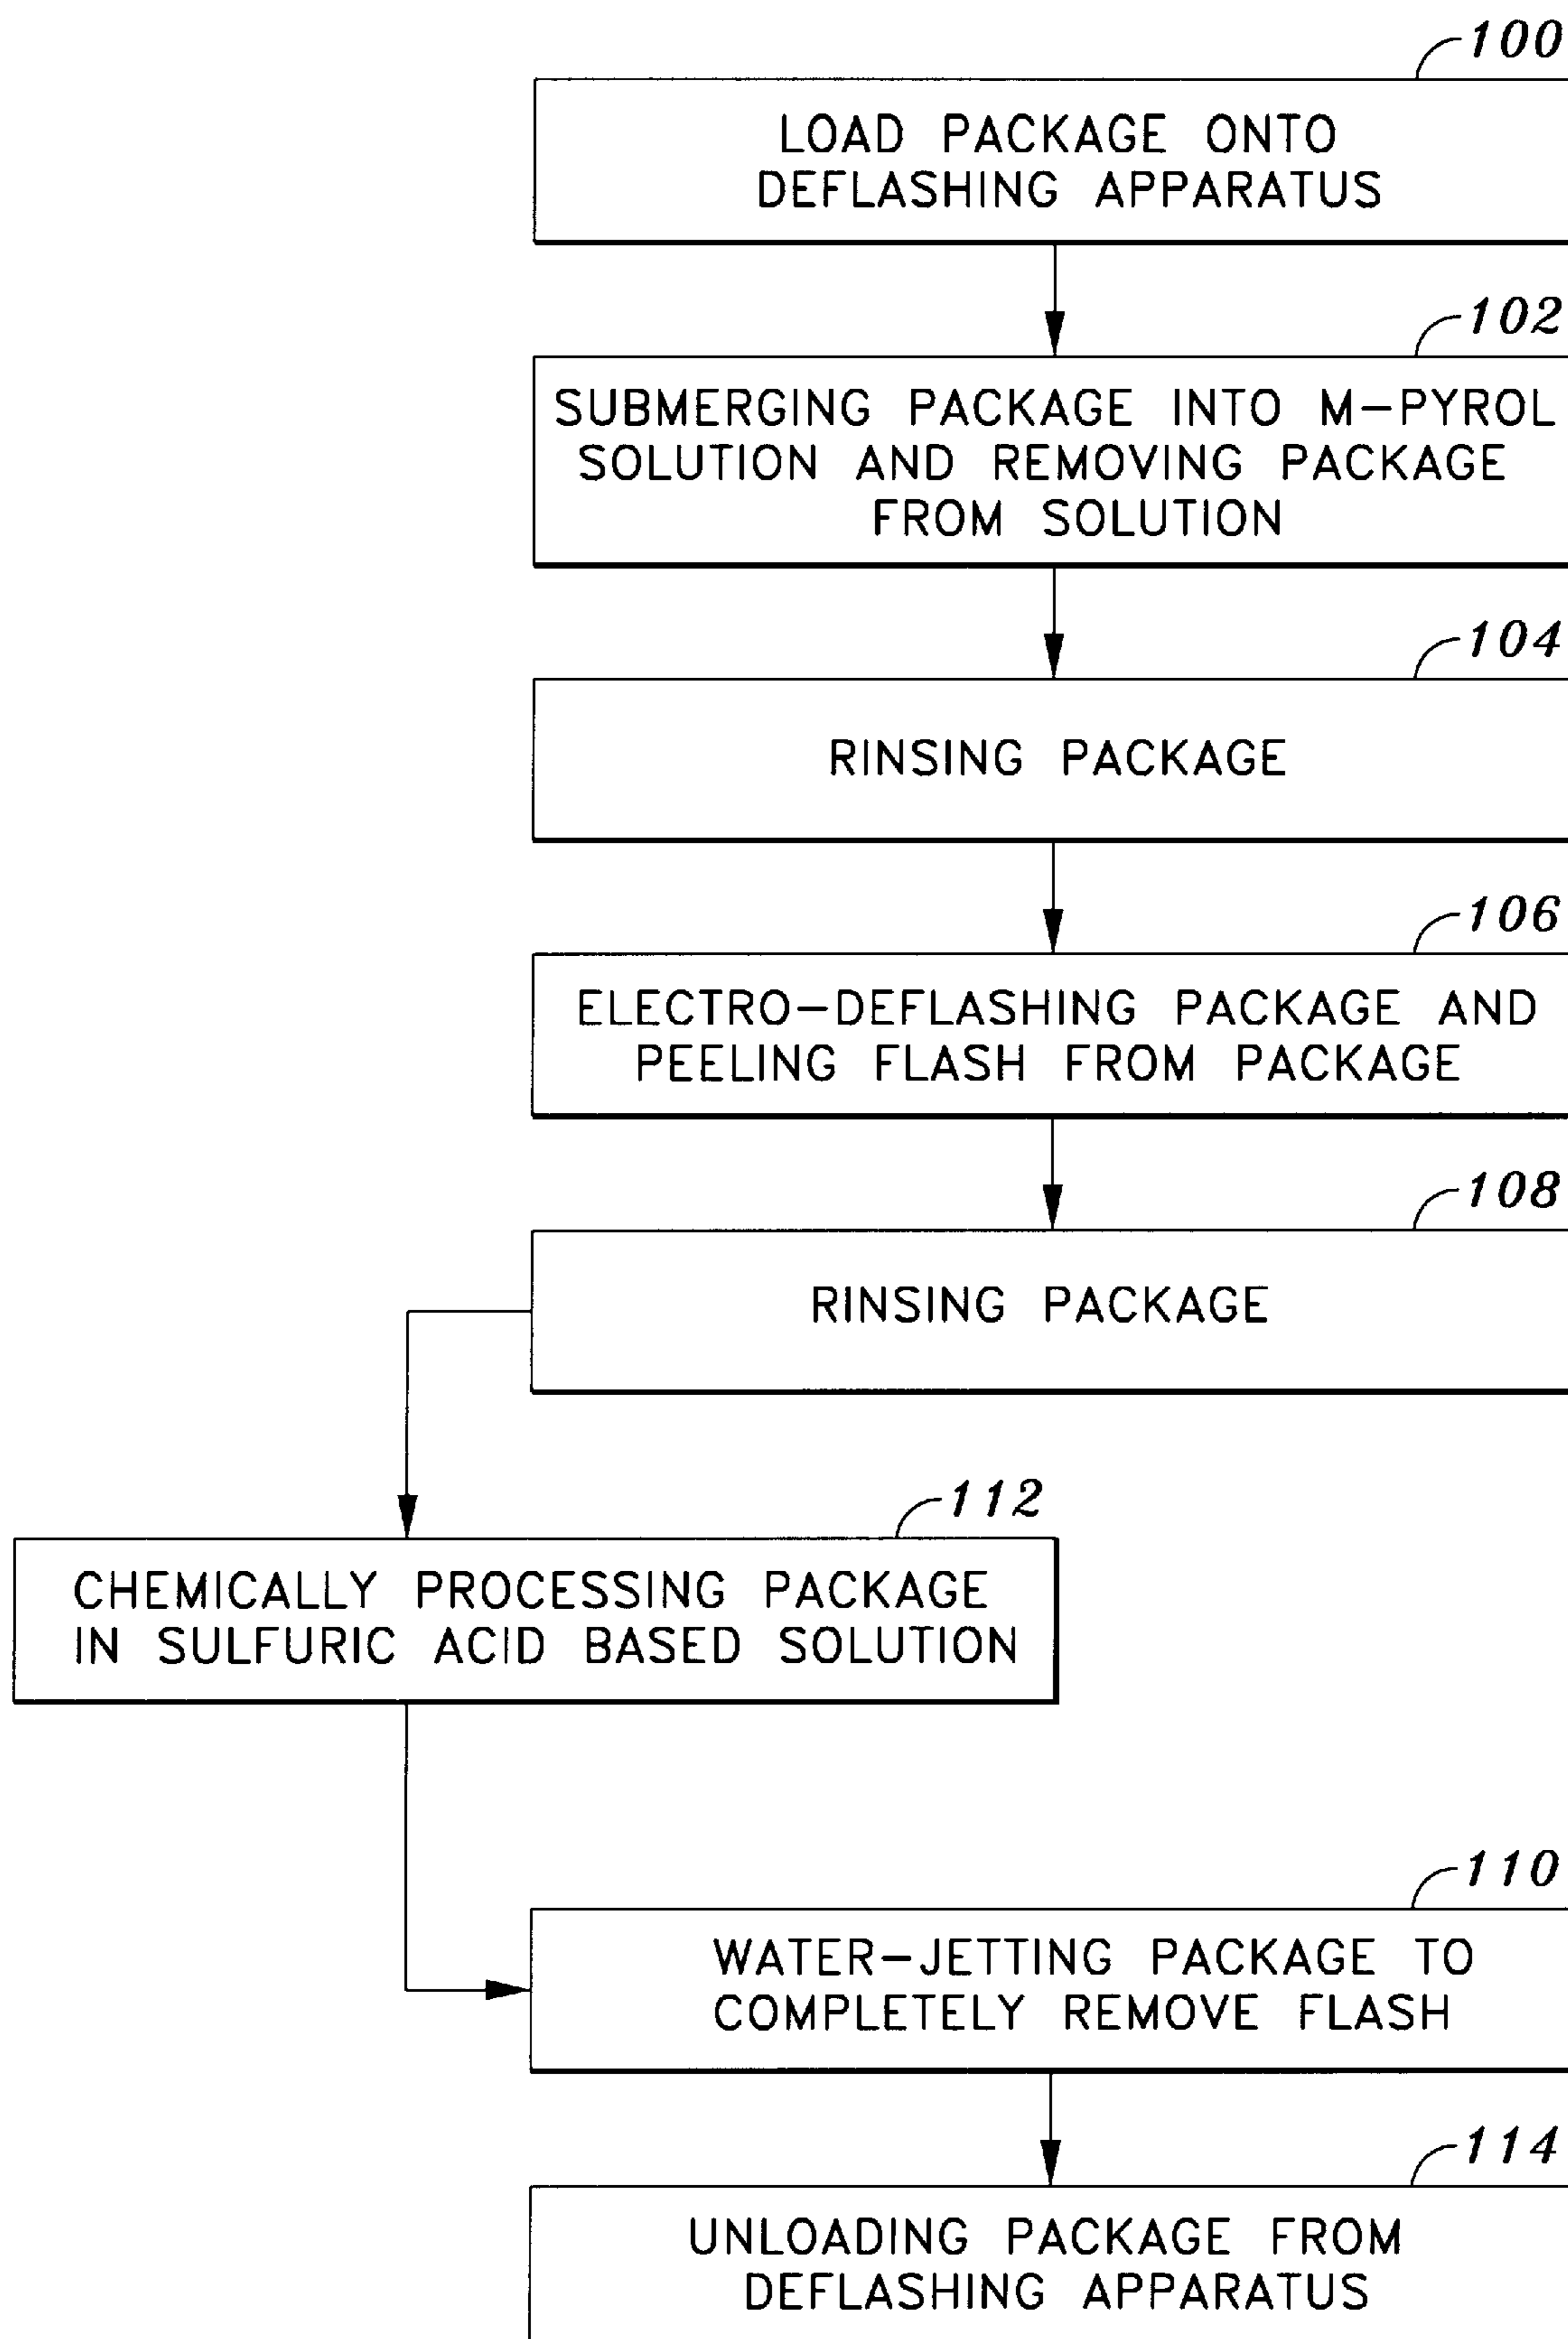 100
LOAD PACKAGE ONTO
DEFLASHING APPARATUS
102
SUBMERGING PACKAGE INTO M-PYROL
SOLUTION AND REMOVING PACKAGE
FROM SOLUTION
104
RINSING PACKAGE
106
ELECTRO-DEFLASHING PACKAGE AND
PEELING FLASH FROM PACKAGE
108
RINSING PACKAGE
112
CHEMICALLY PROCESSING PACKAGE
IN SULFURIC ACID BASED SOLUTION
110
WATER-JETTING PACKAGE TO
COMPLETELY REMOVE FLASH
114
UNLOADING PACKAGE FROM
DEFLASHING APPARATUS